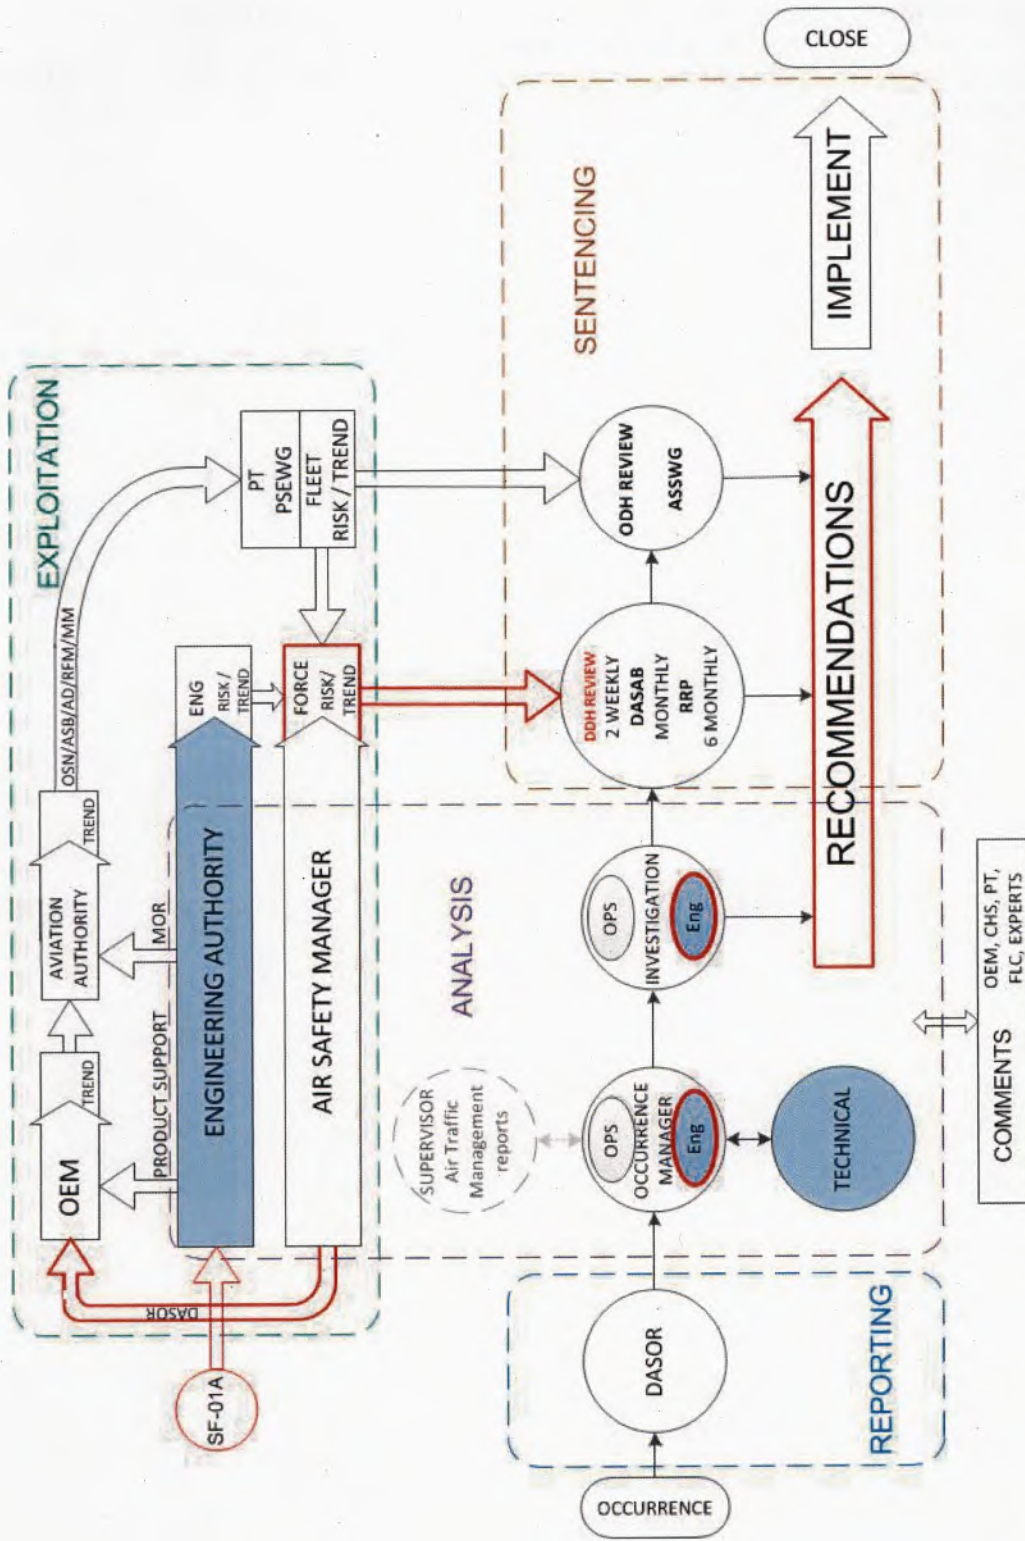 EXPLOITATION
OSN/ASB/AD/RFM/MM
OEM
TREND
AVIATION
AUTHORITY
TREND
PT
PSEWG
FLEET
RISK / TREND
PRODUCT SUPPORT
MOR
DASOR
SF-01A
ENGINEERING AUTHORITY
ENG
RISK/
TREND
AIR SAFETY MANAGER
FORCE
RISK/
TREND
ANALYSIS
SUPERVISOR
Air Traffic
Management
reports
SENTENCING
REPORTING
OCCURRENCE
DASOR
OPS
OCCURRENCE
MANAGER
Eng
TECHNICAL
OPS
INVESTIGATION
Eng
DDH REVIEW
2 WEEKLY
DASAB
MONTHLY
RRP
6 MONTHLY
ODH REVIEW
ASSWG
RECOMMENDATIONS
IMPLEMENT
CLOSE
COMMENTS
OEM, CHS, PT,
FLC, EXPERTS